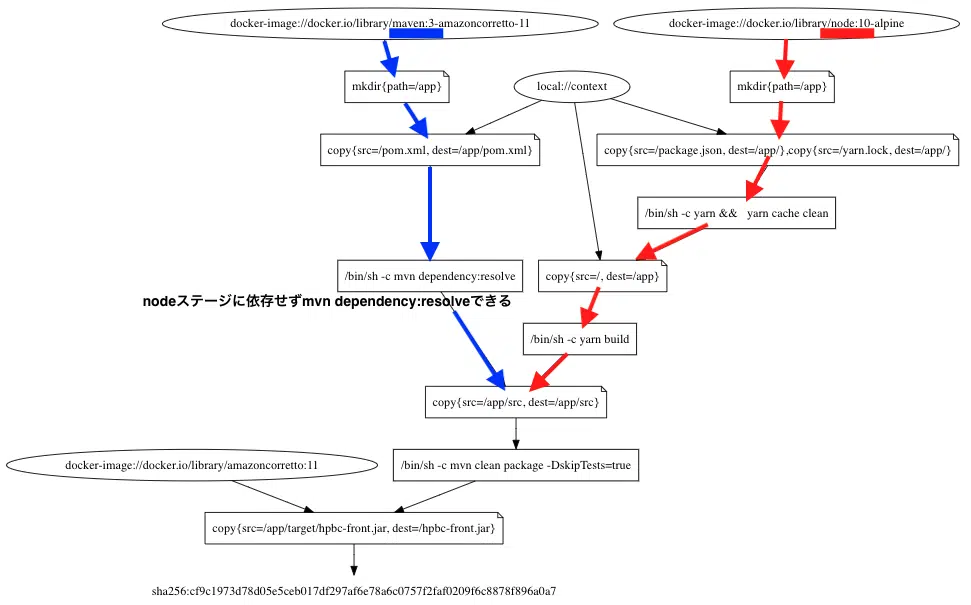 docker-image://docker.io/library/maven:3-amazoncorretto-11
docker-image://docker.io/library/node:10-alpine
mkdir{path=/app}
local://context
mkdir{path=/app}
copy{src=/pom.xml, dest=/app/pom.xml}
copy{src=/package.json, dest=/app/},copy{src=/yarn.lock, dest=/app/}
/bin/sh -c yarn &&   yarn cache clean
/bin/sh -c mvn dependency:resolve
copy{src=/, dest=/app}
nodeステージに依存せずmvn dependency:resolveできる
/bin/sh -c yarn build
copy{src=/app/src, dest=/app/src}
docker-image://docker.io/library/amazoncorretto:11
/bin/sh -c mvn clean package -DskipTests=true
copy{src=/app/target/hpbc-front.jar, dest=/hpbc-front.jar}
sha256:cf9c1973d78d05e5ceb017df297af6e78a6c0757f2faf0209f6c8878f896a0a7